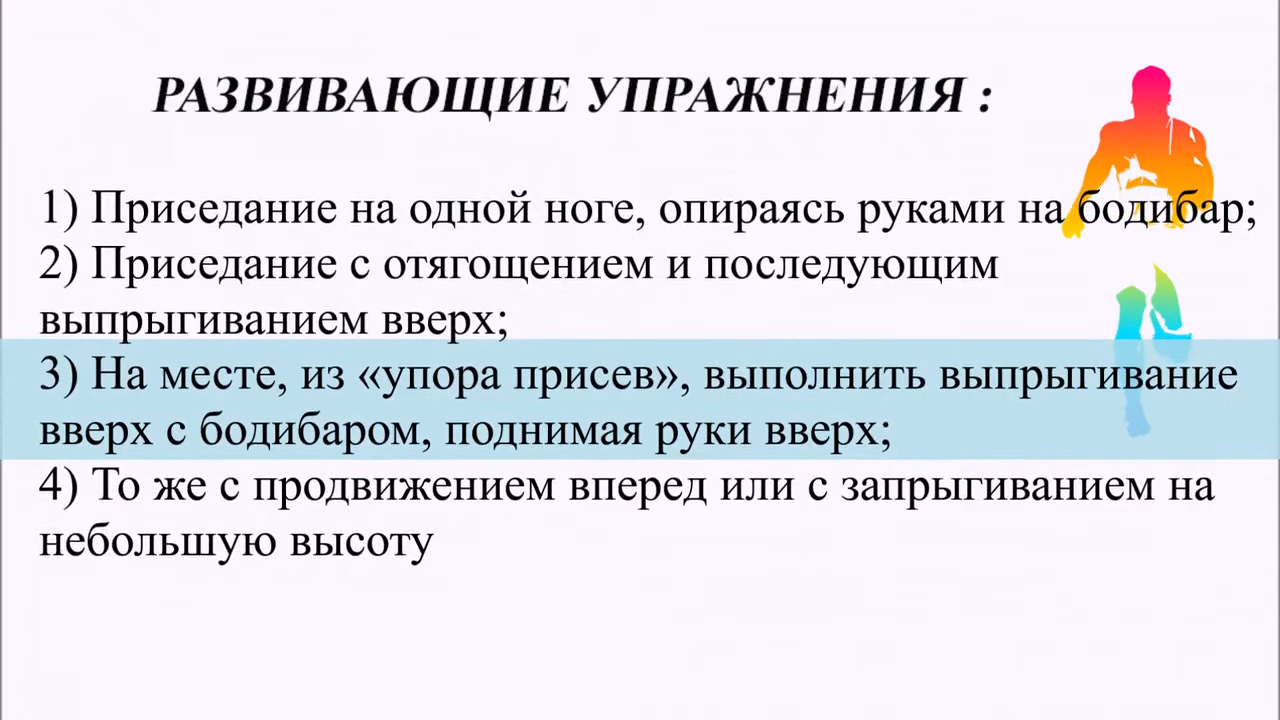 РАЗВИВАЮЩИЕ УПРАЖНЕНИЯ :
1) Приседание на одной ноге, опираясь руками на бодибар;
2) Приседание с отягощением и последующим
выпрыгиванием вверх;
3) На месте, из «упора присев», выполнить выпрыгивание
вверх с бодибаром, поднимая руки вверх;
4) То же с продвижением вперед или с запрыгиванием на
небольшую высоту